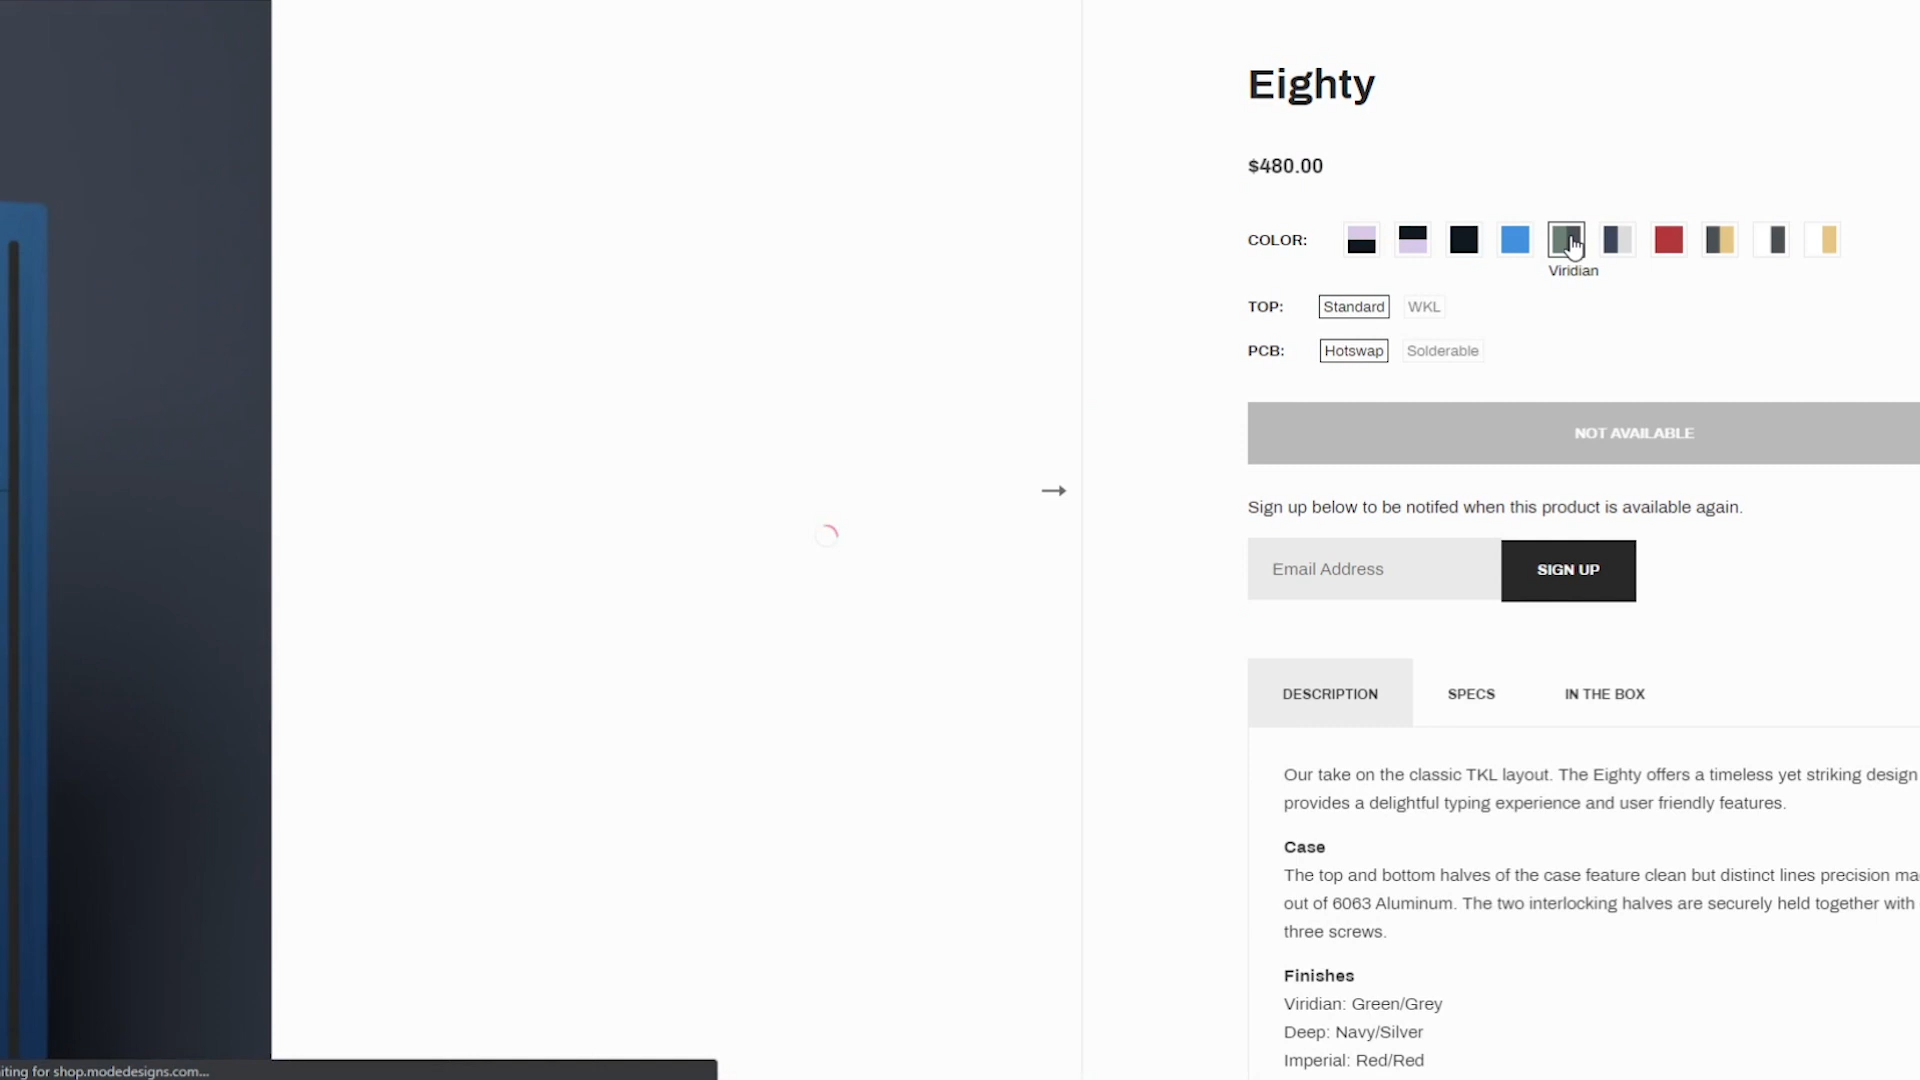 Eighty
$480.00
COLOR:
Viridian
TOP: Standard WKL
PCB: Hotswap Solderable
NOT AVAILABLE
Sign up below to be notifed when this product is available again.
Email Address SIGN UP
DESCRIPTION SPECS IN THE BOX
Our take on the classic TKL layout. The Eighty offers a timeless yet striking design
provides a delightful typing experience and user friendly features.
Case
The top and bottom halves of the case feature clean but distinct lines precision ma
out of 6063 Aluminum. The two interlocking halves are securely held together with
three screws.
Finishes
Viridian: Green/Grey
Deep: Navy/Silver
Imperial: Red/Red
iting for shop.modedesigns.com...